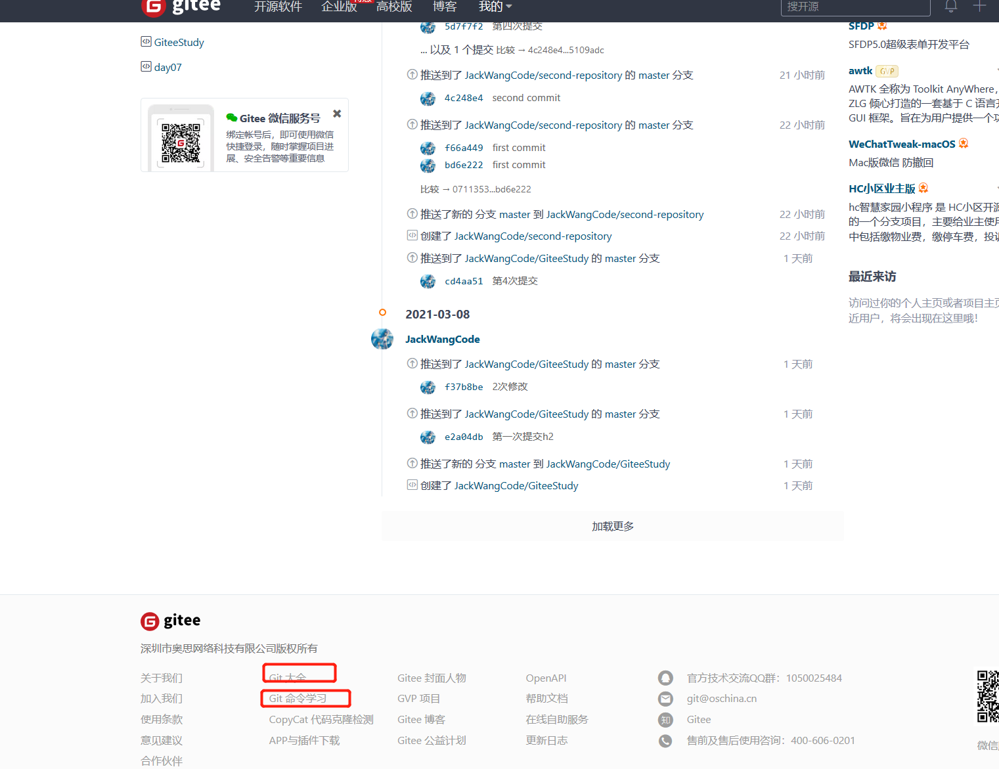 gitee 开源软件 企业版 特惠 高校版 博客 我的 搜开源
GiteeStudy
day07
Gitee 微信服务号
绑定帐号后，即可使用微信
快捷登录，随时掌握项目进
展、安全告警等重要信息
5d7f7f2 第四次提交
... 以及 1 个提交 比较 → 4c248e4...5109adc
推送到了 JackWangCode/second-repository 的 master 分支 21 小时前
4c248e4 second commit
推送到了 JackWangCode/second-repository 的 master 分支 22 小时前
f66a449 first commit
bd6e222 first commit
比较 → 0711353...bd6e222
推送了新的 分支 master 到 JackWangCode/second-repository 22 小时前
创建了 JackWangCode/second-repository 22 小时前
推送到了 JackWangCode/GiteeStudy 的 master 分支 1 天前
cd4aa51 第4次提交
2021-03-08
JackWangCode
推送到了 JackWangCode/GiteeStudy 的 master 分支 1 天前
f37b8be 2次修改
推送到了 JackWangCode/GiteeStudy 的 master 分支 1 天前
e2a04db 第一次提交h2
推送了新的 分支 master 到 JackWangCode/GiteeStudy 1 天前
创建了 JackWangCode/GiteeStudy 1 天前
加载更多
SFDP
SFDP5.0超级表单开发平台
awtk GVP
AWTK 全称为 Toolkit AnyWhere，
ZLG 倾心打造的一套基于 C 语言开
GUI 框架。旨在为用户提供一个功
WeChatTweak-macOS
Mac版微信 防撤回
HC小区业主版
hc智慧家园小程序 是 HC小区开源
的一个分支项目，主要给业主使用
中包括缴物业费，缴停车费，投诉
最近来访
访问过你的个人主页或者项目主页
近用户，将会出现在这里哦！
gitee
深圳市奥思网络科技有限公司版权所有
关于我们
加入我们
使用条款
意见建议
合作伙伴
Git 大全
Git 命令学习
CopyCat 代码克隆检测
APP与插件下载
Gitee 封面人物
GVP 项目
Gitee 博客
Gitee 公益计划
OpenAPI
帮助文档
在线自助服务
更新日志
官方技术交流QQ群：1050025484
git@oschina.cn
知 Gitee
售前及售后使用咨询：400-606-0201
微信